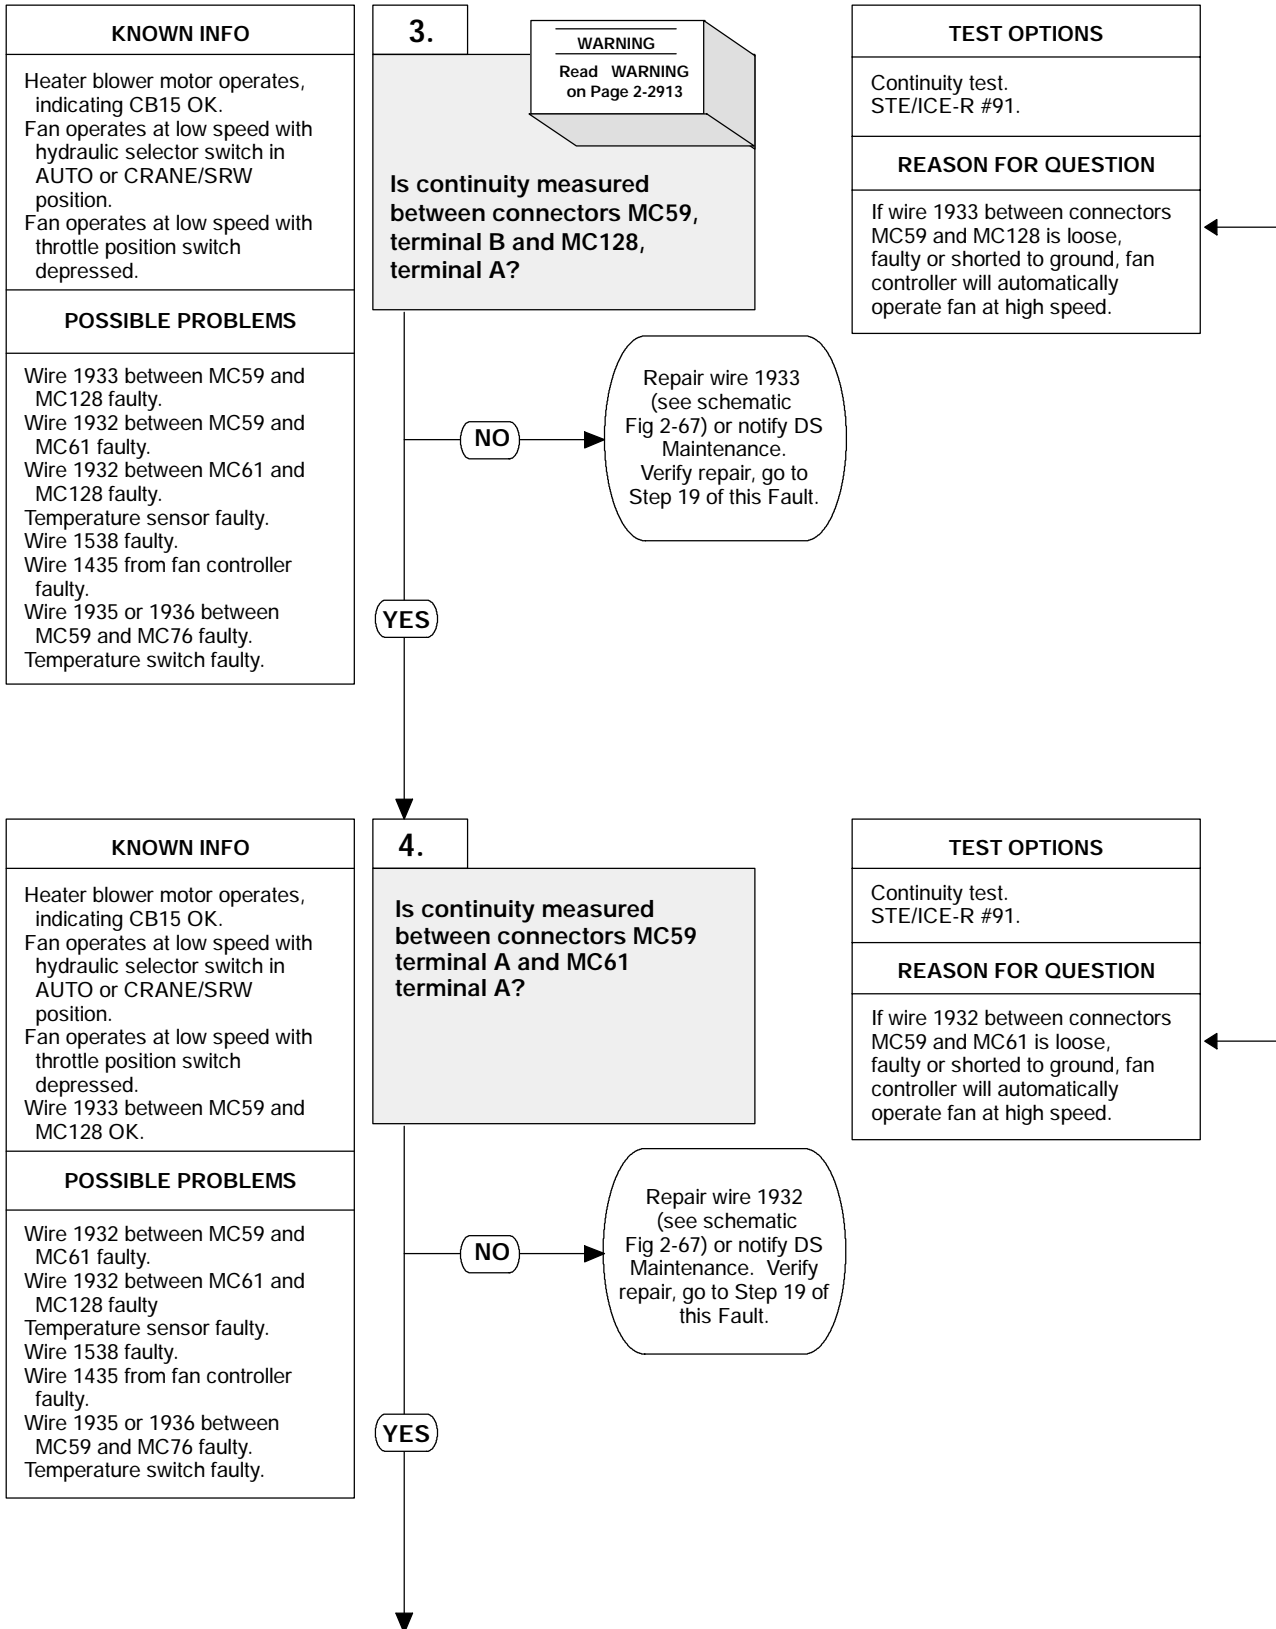 KNOWN INFO
Heater blower motor operates,
indicating CB15 OK.
Fan operates at low speed with
hydraulic selector switch in
AUTO or CRANE/SRW
position.
Fan operates at low speed with
throttle position switch
depressed.
POSSIBLE PROBLEMS
Wire 1933 between MC59 and
MC128 faulty.
Wire 1932 between MC59 and
MC61 faulty.
Wire 1932 between MC61 and
MC128 faulty.
Temperature sensor faulty.
Wire 1538 faulty.
Wire 1435 from fan controller
faulty.
Wire 1935 or 1936 between
MC59 and MC76 faulty.
Temperature switch faulty.
3.
WARNING
Read WARNING
on Page 2-2913
Is continuity measured
between connectors MC59,
terminal B and MC128,
terminal A?
NO
Repair wire 1933
(see schematic
Fig 2-67) or notify DS
Maintenance.
Verify repair, go to
Step 19 of this Fault.
YES
TEST OPTIONS
Continuity test.
STE/ICE-R #91.
REASON FOR QUESTION
If wire 1933 between connectors
MC59 and MC128 is loose,
faulty or shorted to ground, fan
controller will automatically
operate fan at high speed.
KNOWN INFO
Heater blower motor operates,
indicating CB15 OK.
Fan operates at low speed with
hydraulic selector switch in
AUTO or CRANE/SRW
position.
Fan operates at low speed with
throttle position switch
depressed.
Wire 1933 between MC59 and
MC128 OK.
POSSIBLE PROBLEMS
Wire 1932 between MC59 and
MC61 faulty.
Wire 1932 between MC61 and
MC128 faulty
Temperature sensor faulty.
Wire 1538 faulty.
Wire 1435 from fan controller
faulty.
Wire 1935 or 1936 between
MC59 and MC76 faulty.
Temperature switch faulty.
4.
Is continuity measured
between connectors MC59
terminal A and MC61
terminal A?
NO
Repair wire 1932
(see schematic
Fig 2-67) or notify DS
Maintenance. Verify
repair, go to Step 19 of
this Fault.
YES
TEST OPTIONS
Continuity test.
STE/ICE-R #91.
REASON FOR QUESTION
If wire 1932 between connectors
MC59 and MC61 is loose,
faulty or shorted to ground, fan
controller will automatically
operate fan at high speed.